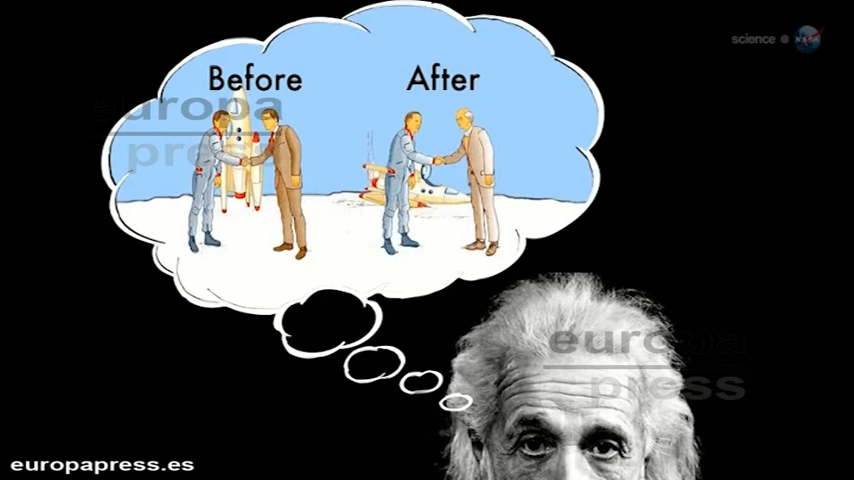 science @ NASA
Before
After
europa
press
europa
press
europapress.es